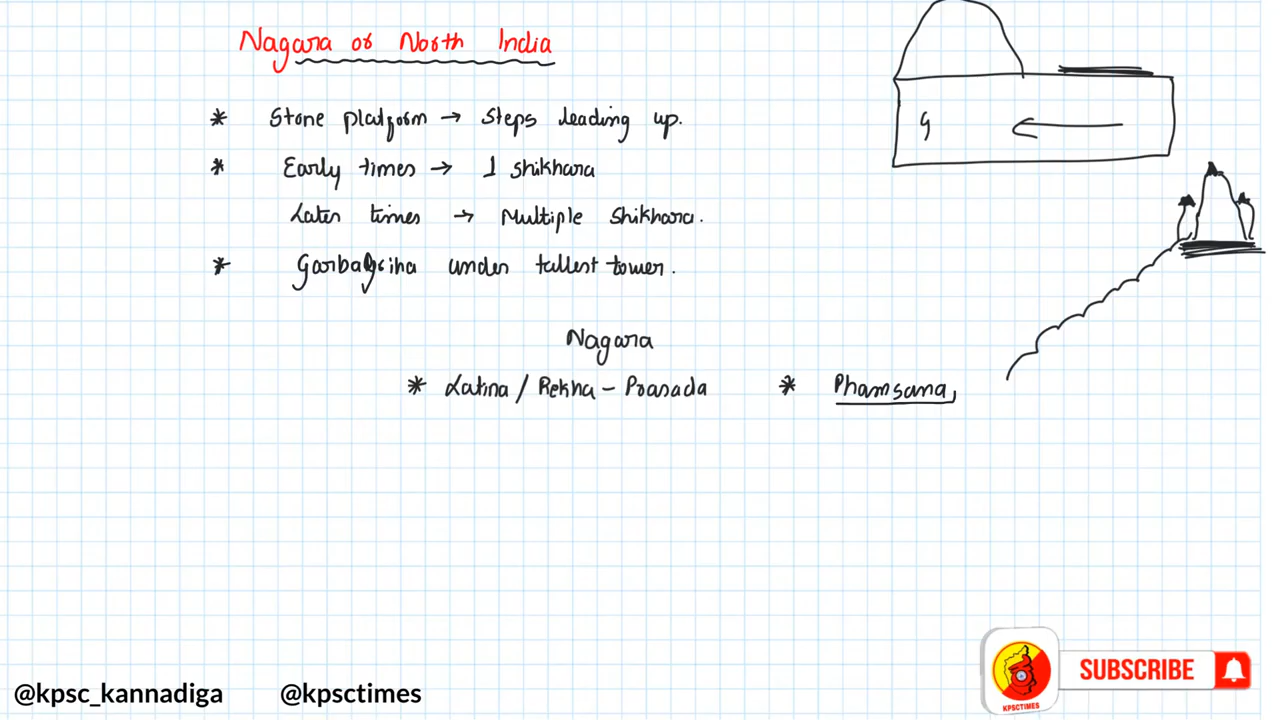 Nagara or North India
* Stone platform → Steps leading up.
* Early times → 1 Shikhara
Later times → Multiple Shikhara.
* Garbagriha under tallest tower.
G
Nagara
* Latina / Rekha - Prasada * Phamsana,
@kpsc_kannadiga @kpsctimes
KPSCTIMES
SUBSCRIBE